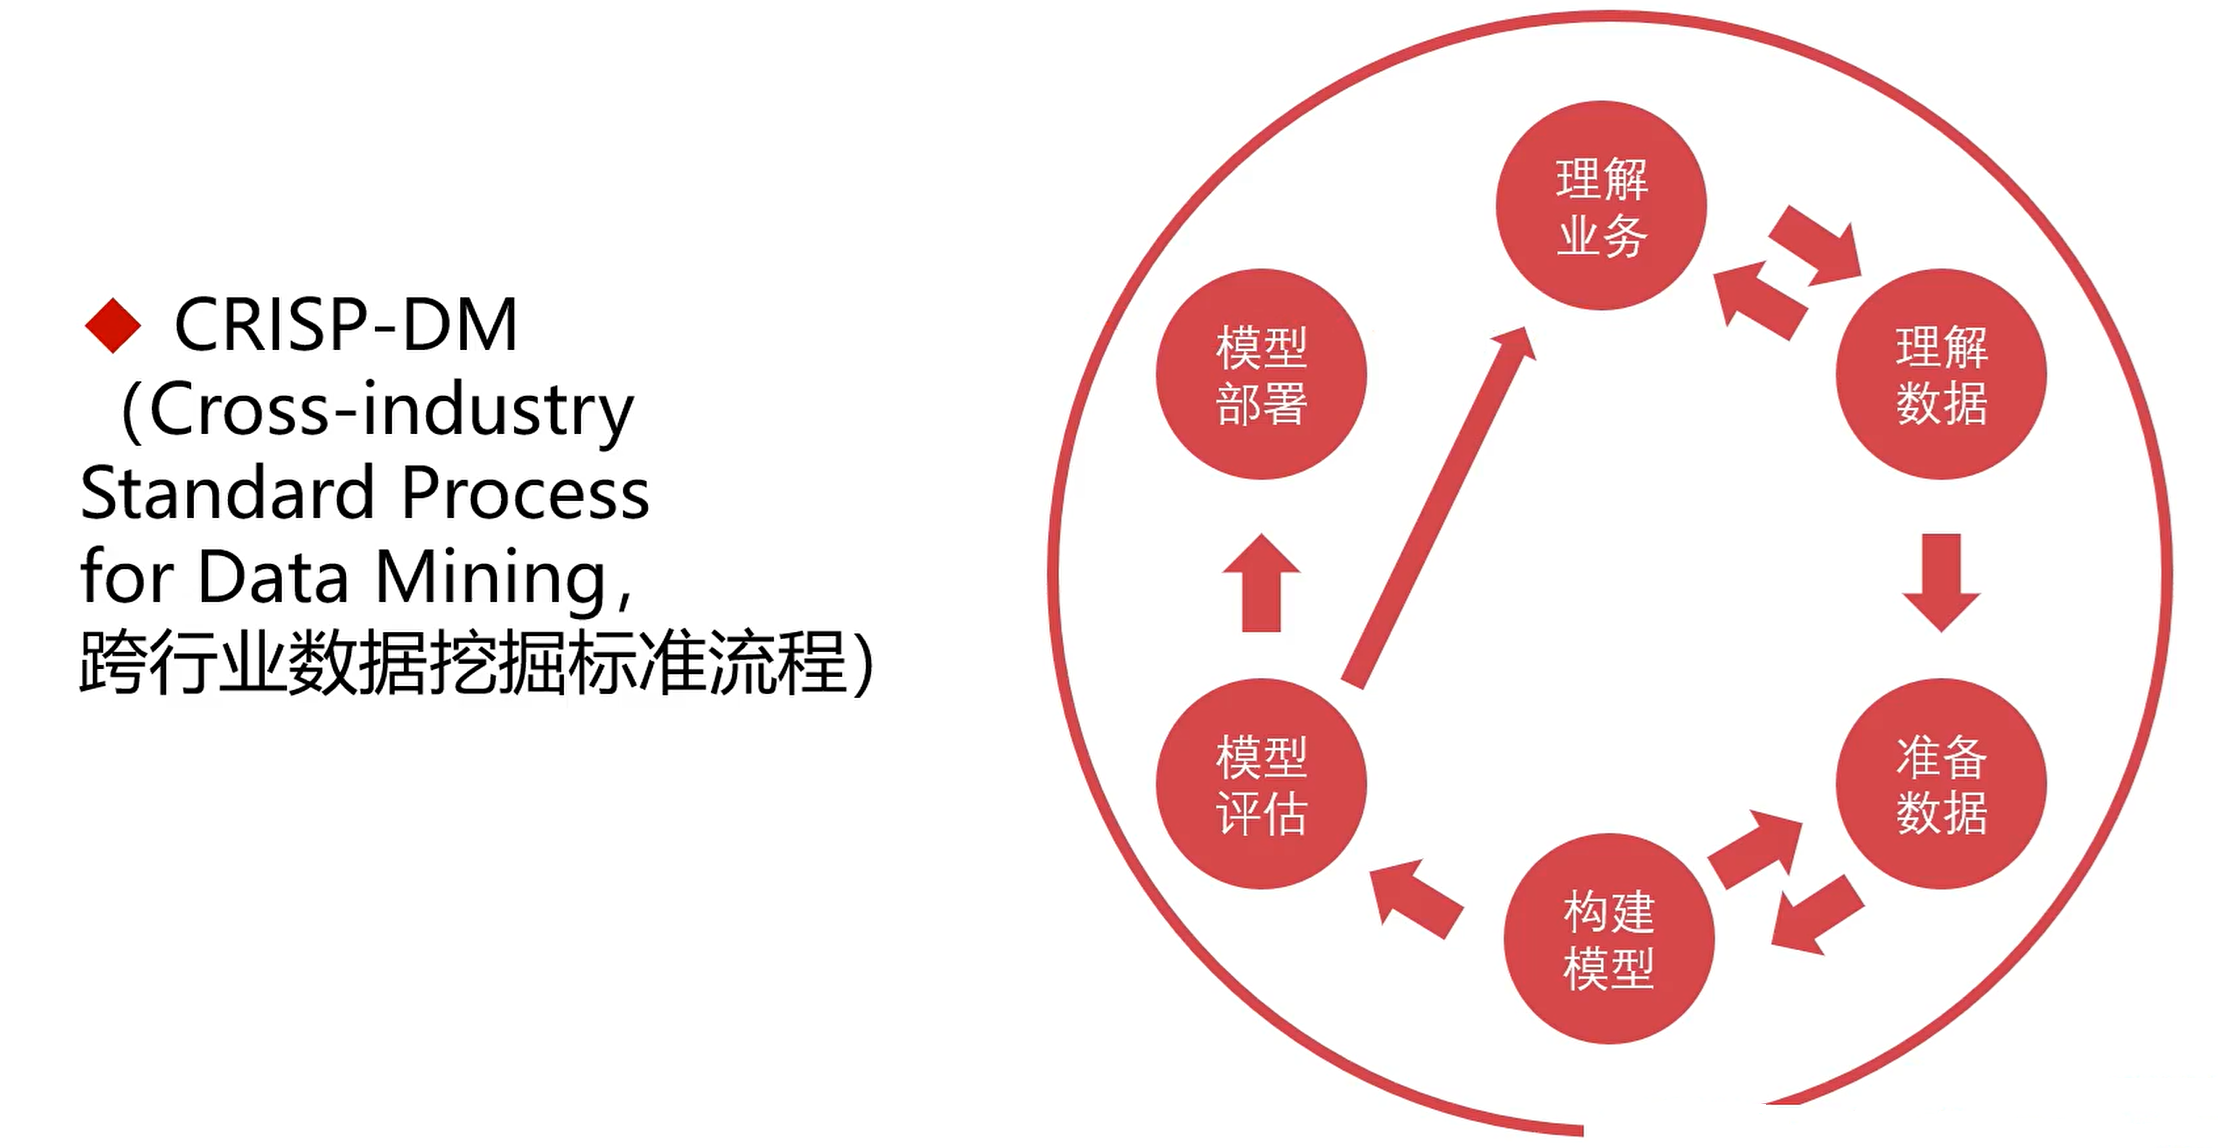 CRISP-DM
（Cross-industry
Standard Process
for Data Mining，
跨行业数据挖掘标准流程）
理解
业务
理解
数据
准备
数据
构建
模型
模型
评估
模型
部署